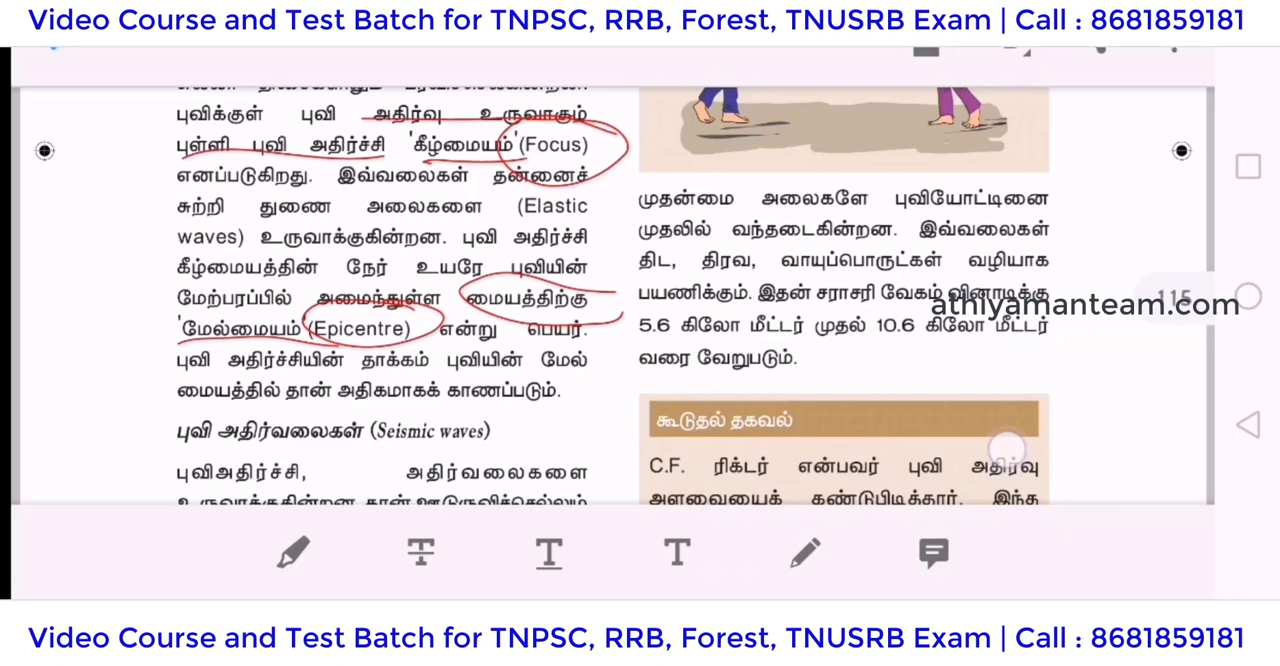 Video Course and Test Batch for TNPSC, RRB, Forest, TNUSRB Exam | Call : 8681859181
புவிக்குள் புவி அதிர்வு உருவாகும்
புள்ளி புவி அதிர்ச்சி 'கீழ்மையம்' (Focus)
எனப்படுகிறது. இவ்வலைகள் தன்னைச்
சுற்றி துணை அலைகளை (Elastic
waves) உருவாக்குகின்றன. புவி அதிர்ச்சி
கீழ்மையத்தின் நேர் உயரே புவியின்
மேற்பரப்பில் அமைந்துள்ள மையத்திற்கு
'மேல்மையம்' (Epicentre) என்று பெயர்.
புவி அதிர்ச்சியின் தாக்கம் புவியின் மேல்
மையத்தில் தான் அதிகமாகக் காணப்படும்.
புவி அதிர்வலைகள் (Seismic waves)
புவிஅதிர்ச்சி, அதிர்வலைகளை
முதன்மை அலைகளே புவியோட்டினை
முதலில் வந்தடைகின்றன. இவ்வலைகள்
திட, திரவ, வாயுப்பொருட்கள் வழியாக
பயணிக்கும். இதன் சராசரி வேகம் வினாடிக்கு
5.6 கிலோ மீட்டர் முதல் 10.6 கிலோ மீட்டர்
வரை வேறுபடும்.
கூடுதல் தகவல்
C.F. ரிக்டர் என்பவர் புவி அதிர்வு
அளவையைக் கண்டுபிடித்தார். இந்த
115
athiyamanteam.com
Video Course and Test Batch for TNPSC, RRB, Forest, TNUSRB Exam | Call : 8681859181